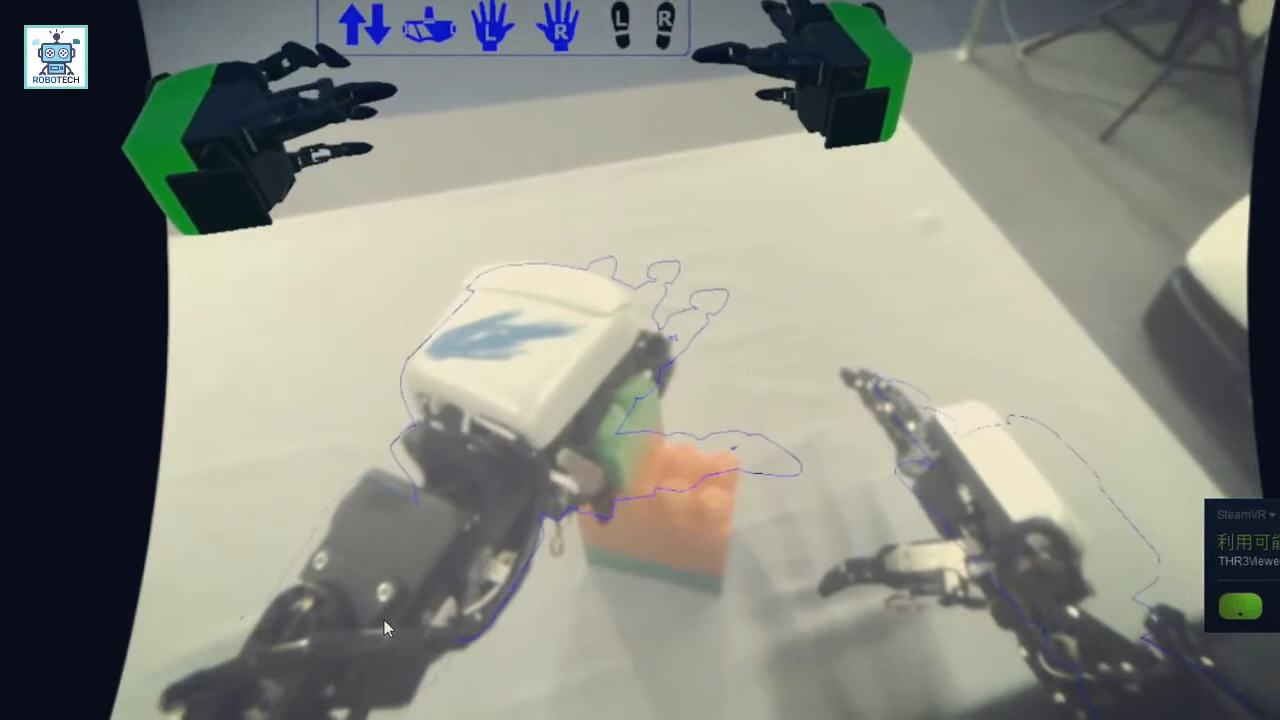 L
R
L
R
ROBOTECH
SteamVR
利用可能
THR3Viewe